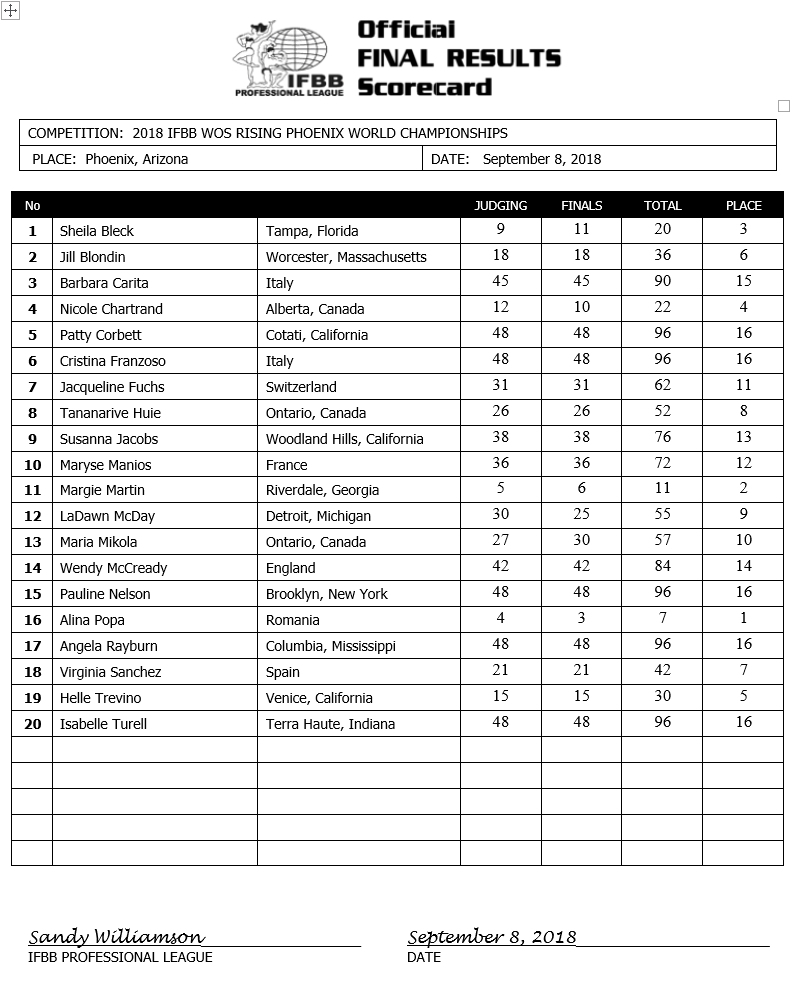 Official
FINAL RESULTS
Scorecard
IFBB
PROFESSIONAL LEAGUE
COMPETITION: 2018 IFBB WOS RISING PHOENIX WORLD CHAMPIONSHIPS
PLACE: Phoenix, Arizona DATE: September 8, 2018
No JUDGING FINALS TOTAL PLACE
1 Sheila Bleck Tampa, Florida 9 11 20 3
2 Jill Blondin Worcester, Massachusetts 18 18 36 6
3 Barbara Carita Italy 45 45 90 15
4 Nicole Chartrand Alberta, Canada 12 10 22 4
5 Patty Corbett Cotati, California 48 48 96 16
6 Cristina Franzoso Italy 48 48 96 16
7 Jacqueline Fuchs Switzerland 31 31 62 11
8 Tananarive Huie Ontario, Canada 26 26 52 8
9 Susanna Jacobs Woodland Hills, California 38 38 76 13
10 Maryse Manios France 36 36 72 12
11 Margie Martin Riverdale, Georgia 5 6 11 2
12 LaDawn McDay Detroit, Michigan 30 25 55 9
13 Maria Mikola Ontario, Canada 27 30 57 10
14 Wendy McCready England 42 42 84 14
15 Pauline Nelson Brooklyn, New York 48 48 96 16
16 Alina Popa Romania 4 3 7 1
17 Angela Rayburn Columbia, Mississippi 48 48 96 16
18 Virginia Sanchez Spain 21 21 42 7
19 Helle Trevino Venice, California 15 15 30 5
20 Isabelle Turell Terra Haute, Indiana 48 48 96 16
Sandy Williamson September 8, 2018
IFBB PROFESSIONAL LEAGUE DATE